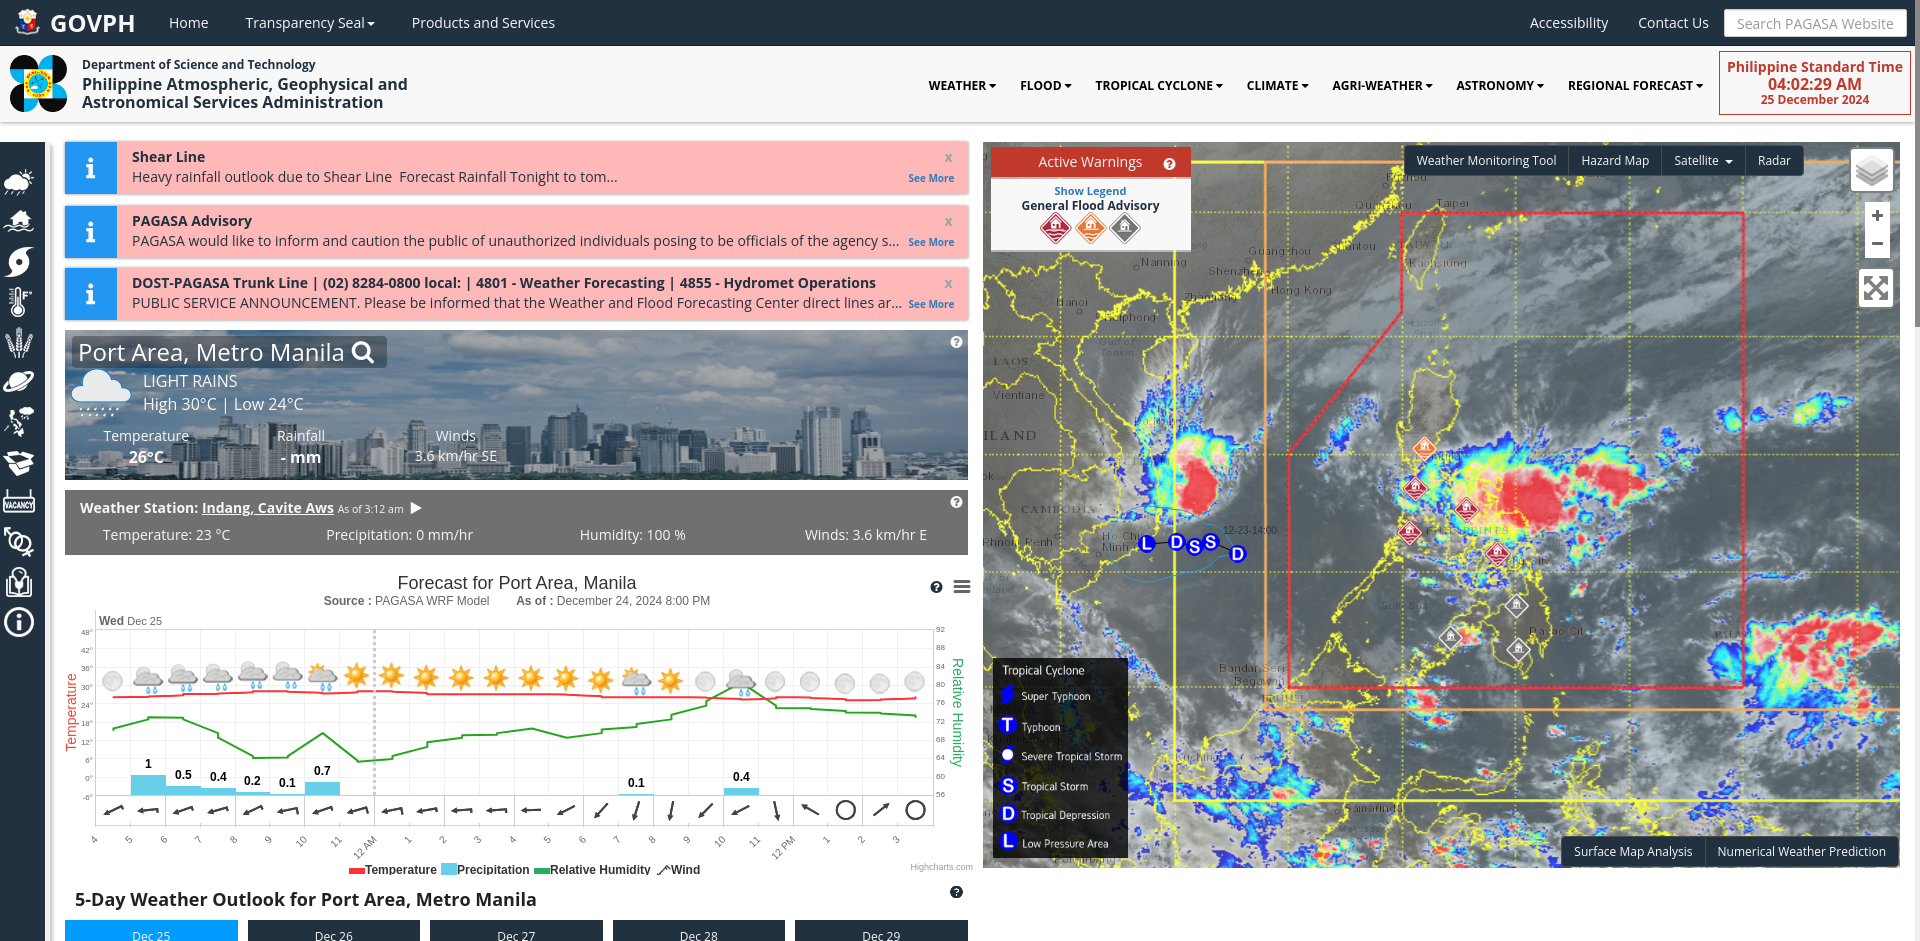 GOVPH
Home
Transparency Seal
Products and Services
Accessibility
Contact Us
Search PAGASA Website
Department of Science and Technology
Philippine Atmospheric, Geophysical and
Astronomical Services Administration
WEATHER
FLOOD
TROPICAL CYCLONE
CLIMATE
AGRI-WEATHER
ASTRONOMY
REGIONAL FORECAST
Philippine Standard Time
04:02:29 AM
25 December 2024
VACANCY
Shear Line
x
Heavy rainfall outlook due to Shear Line Forecast Rainfall Tonight to tom...
See More
PAGASA Advisory
x
PAGASA would like to inform and caution the public of unauthorized individuals posing to be officials of the agency s...
See More
DOST-PAGASA Trunk Line | (02) 8284-0800 local: | 4801 - Weather Forecasting | 4855 - Hydromet Operations
x
PUBLIC SERVICE ANNOUNCEMENT. Please be informed that the Weather and Flood Forecasting Center direct lines ar...
See More
Port Area, Metro Manila
LIGHT RAINS
High 30°C | Low 24°C
Temperature
Rainfall
Winds
26°C
- mm
3.6 km/hr SE
Weather Station: Indang, Cavite Aws As of 3:12 am
Temperature: 23 °C
Precipitation: 0 mm/hr
Humidity: 100 %
Winds: 3.6 km/hr E
Forecast for Port Area, Manila
Source : PAGASA WRF Model As of : December 24, 2024 8:00 PM
Wed Dec 25
Temperature
48°
42°
36°
30°
24°
18°
12°
6°
0°
-6°
1
0.5
0.4
0.2
0.1
0.7
0.1
0.4
92
88
84
80
76
72
68
64
60
56
Relative Humidity
4
5
6
7
8
9
10
11
12 AM
1
2
3
4
5
6
7
8
9
10
11
12 PM
1
2
3
Temperature
Precipitation
Relative Humidity
Wind
Highcharts.com
5-Day Weather Outlook for Port Area, Metro Manila
Dec 25
Dec 26
Dec 27
Dec 28
Dec 29
Active Warnings
Show Legend
General Flood Advisory
Weather Monitoring Tool
Hazard Map
Satellite
Radar
+
−
Taipei
Shantou
Guangzhou
Kaohsiung
Nanning
Shenzhen
Hong Kong
Zhanjiang
Hanoi
Haiphong
Gulf of
Tonkin
LAOS
Vientiane
CAMBODIA
Ho Chi
Minh
12-23-14:00
L
D
S
S
D
Davao City
Bandar Seri
Begawan
BRUNEI
Kuching
Samarinda
Tropical Cyclone
Super Typhoon
T
Typhoon
Severe Tropical Storm
S
Tropical Storm
D
Tropical Depression
L
Low Pressure Area
Surface Map Analysis
Numerical Weather Prediction